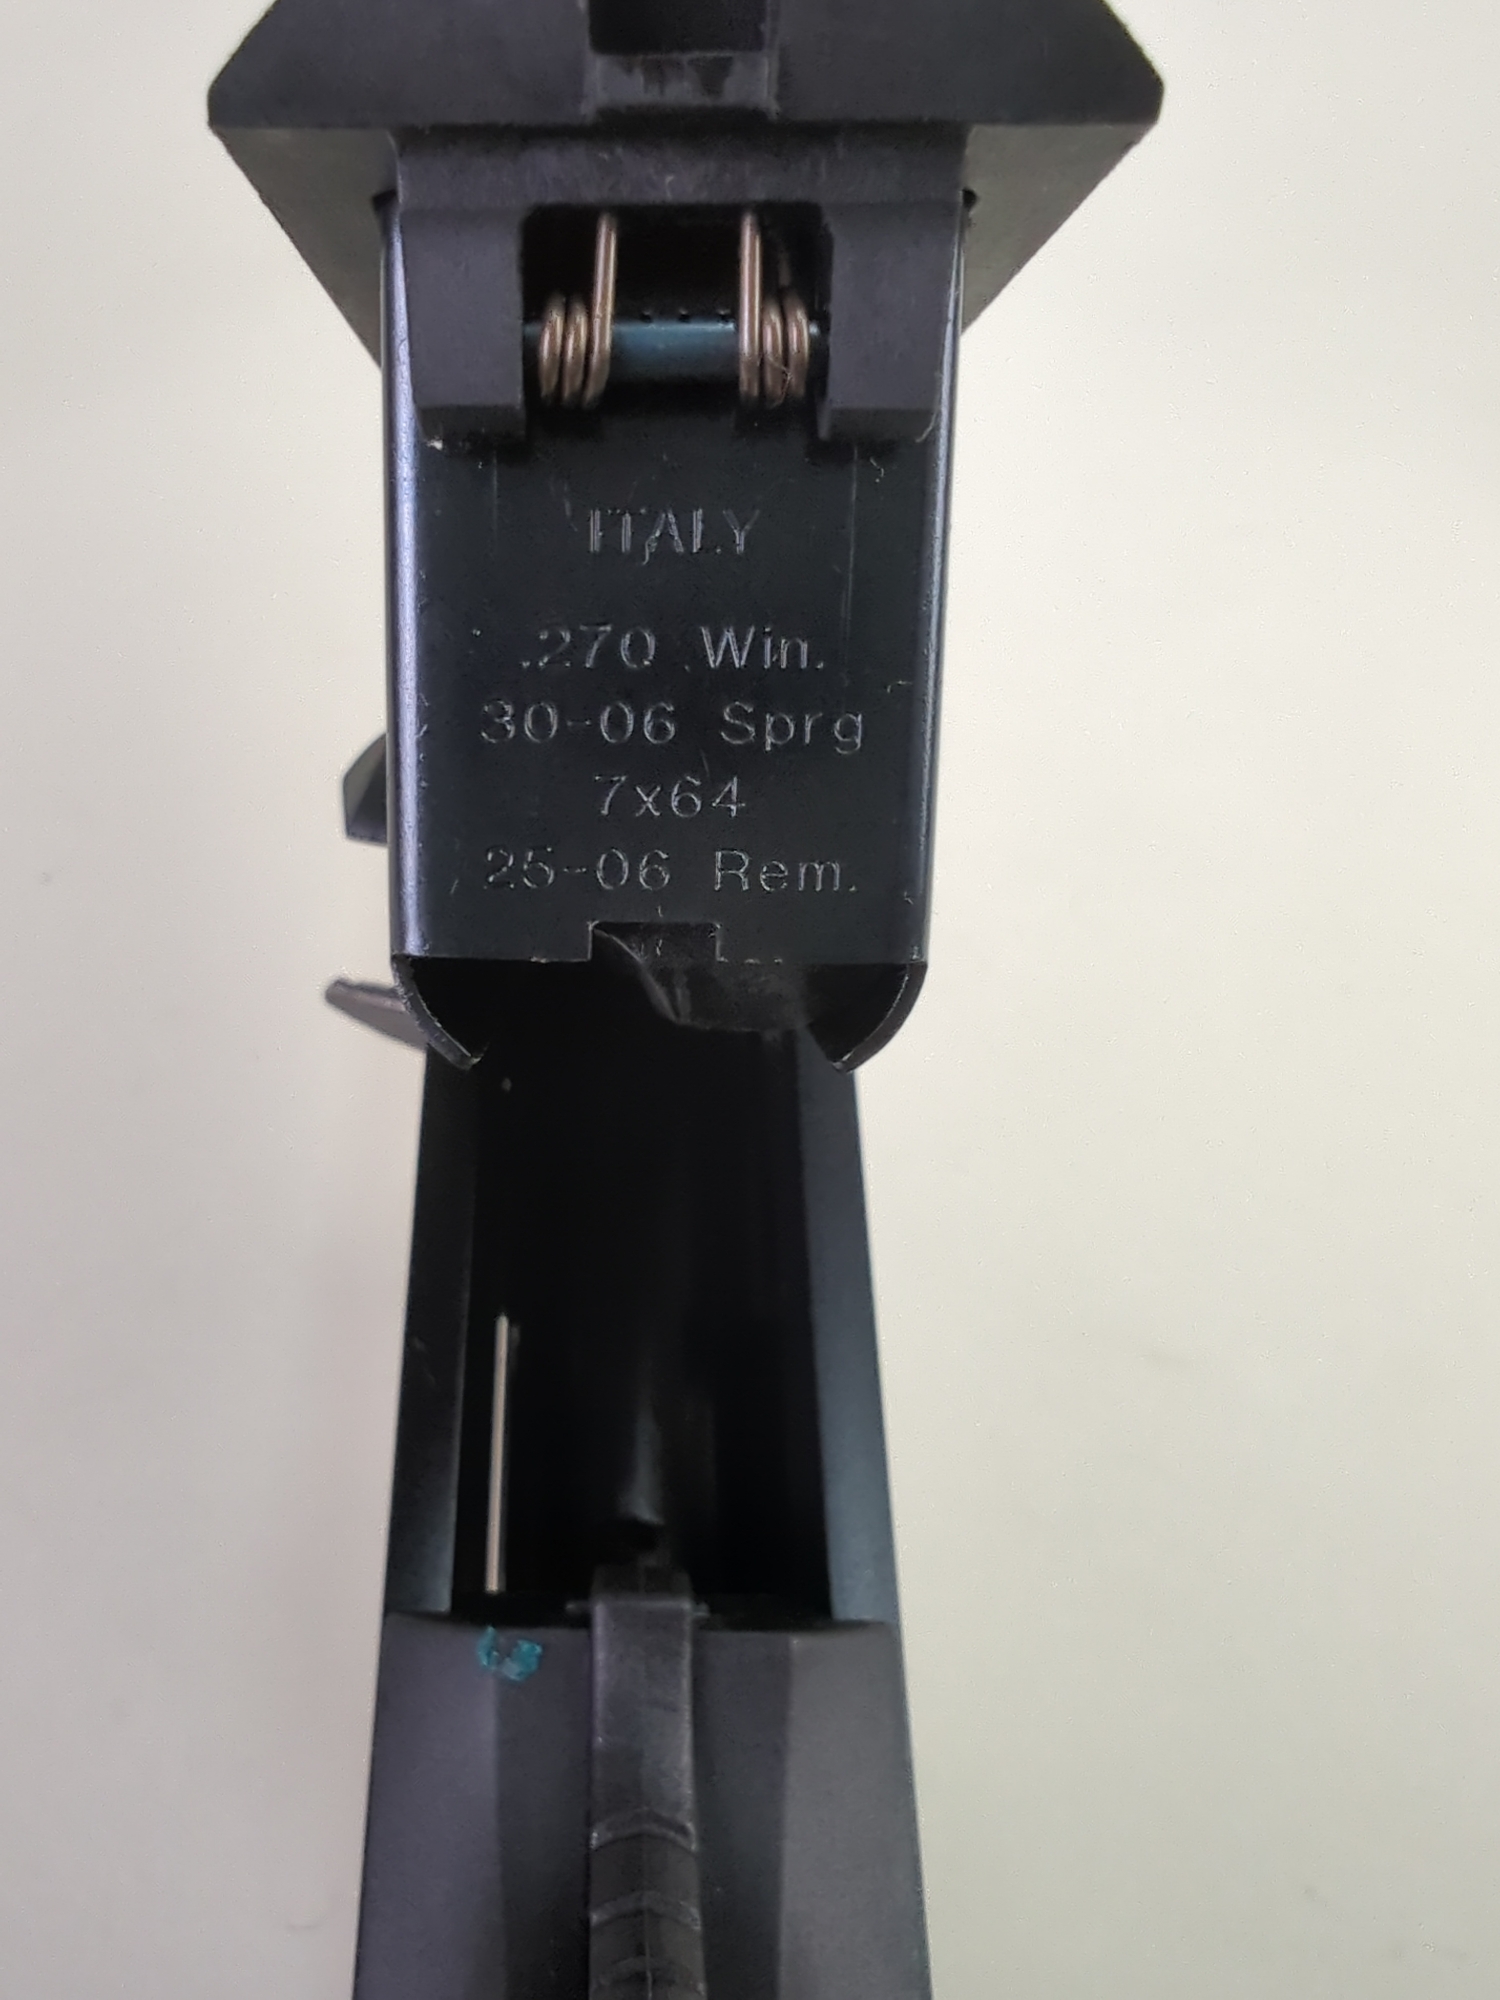 ITALY
.270 Win.
30-06 Sprg
7x64
25-06 Rem.